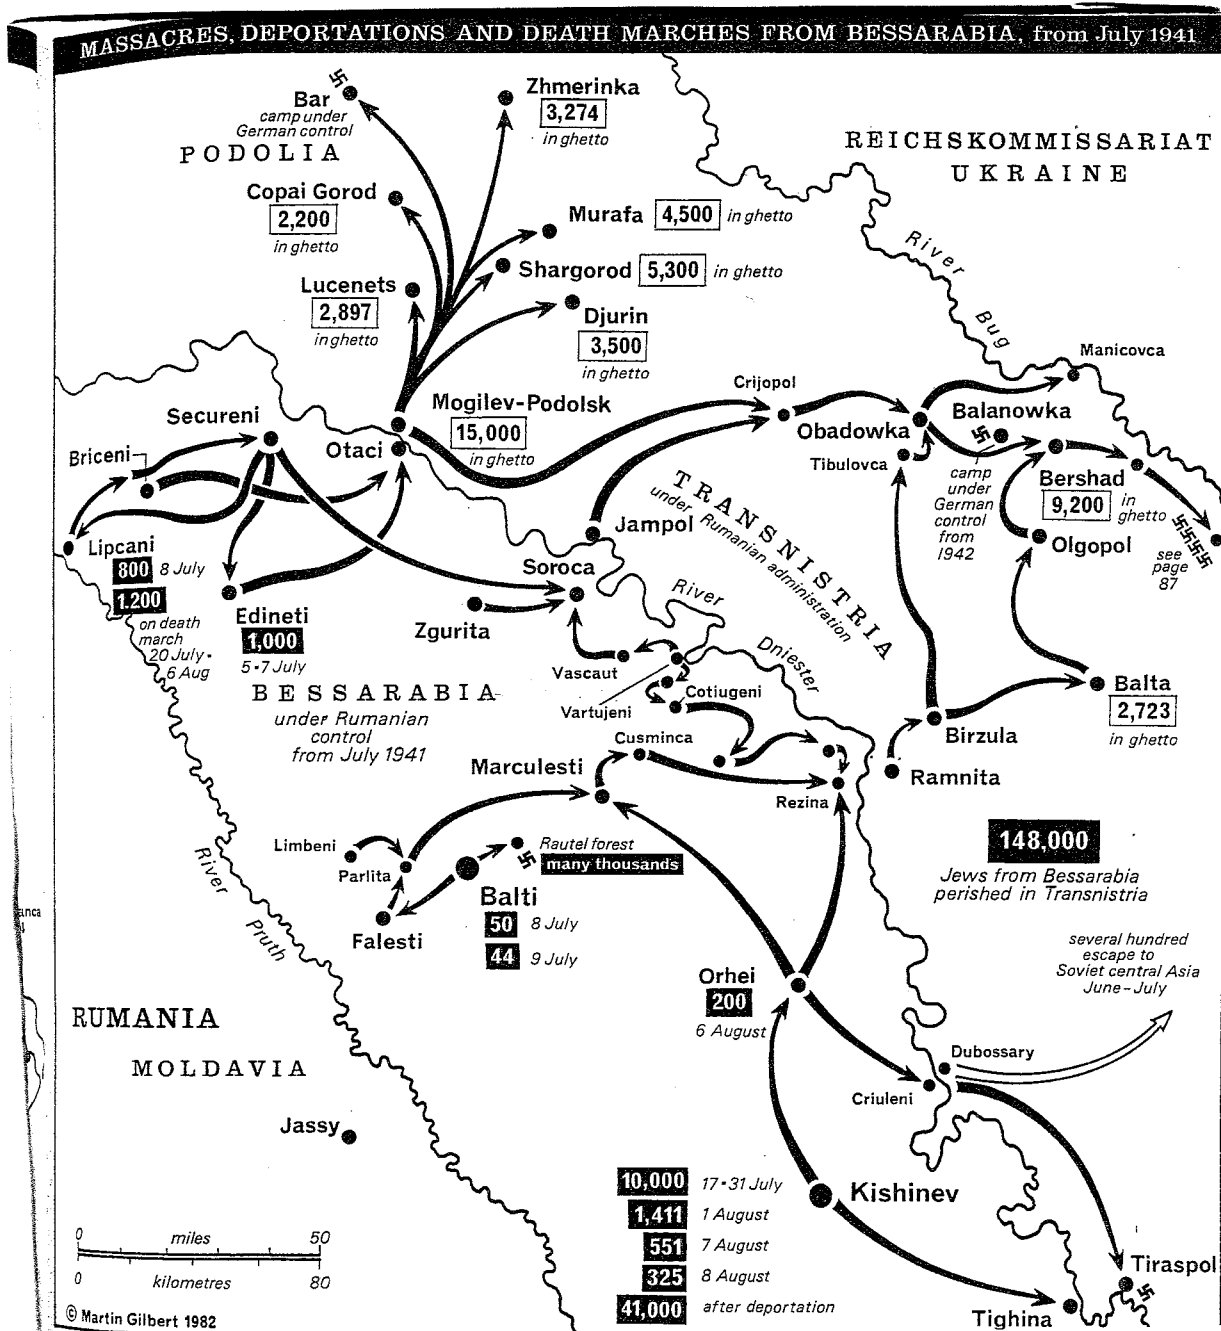 MASSACRES, DEPORTATIONS AND DEATH MARCHES FROM BESSARABIA, from July 1941
Bar
camp under
German control
Zhmerinka
3,274
in ghetto
PODOLIA
REICHSKOMMISSARIAT
UKRAINE
Copai Gorod
2,200
in ghetto
Murafa 4,500 in ghetto
Shargorod 5,300 in ghetto
Lucenets
2,897
in ghetto
Djurin
3,500
in ghetto
River Bug
Manicovca
Crijopol
Secureni
Mogilev-Podolsk
15,000
in ghetto
Otaci
Briceni
Obadowka
Balanowka
Tibulovca
camp
under
German
control
from
1942
Bershad
9,200
in
ghetto
see
page
87
Olgopol
TRANSNISTRIA
under Rumanian administration
Jampol
Lipcani
800 8 July
1.200
on death
march
20 July-
6 Aug
Edineti
1,000
5-7 July
Soroca
Zgurita
River Dniester
Vascaut
Vartujeni
Cotiugeni
BESSARABIA
under Rumanian
control
from July 1941
Cusminca
Marculesti
Rezina
Birzula
Ramnita
Balta
2,723
in ghetto
Limbeni
Parlita
Rautel forest
many thousands
Balti
50 8 July
44 9 July
Falesti
River Pruth
148,000
Jews from Bessarabia
perished in Transnistria
several hundred
escape to
Soviet central Asia
June-July
Orhei
200
6 August
RUMANIA
MOLDAVIA
Jassy
Dubossary
Criuleni
Kishinev
10,000 17-31 July
1,411 1 August
551 7 August
325 8 August
41,000 after deportation
Tiraspol
Tighina
0 miles 50
0 kilometres 80
© Martin Gilbert 1982
anca